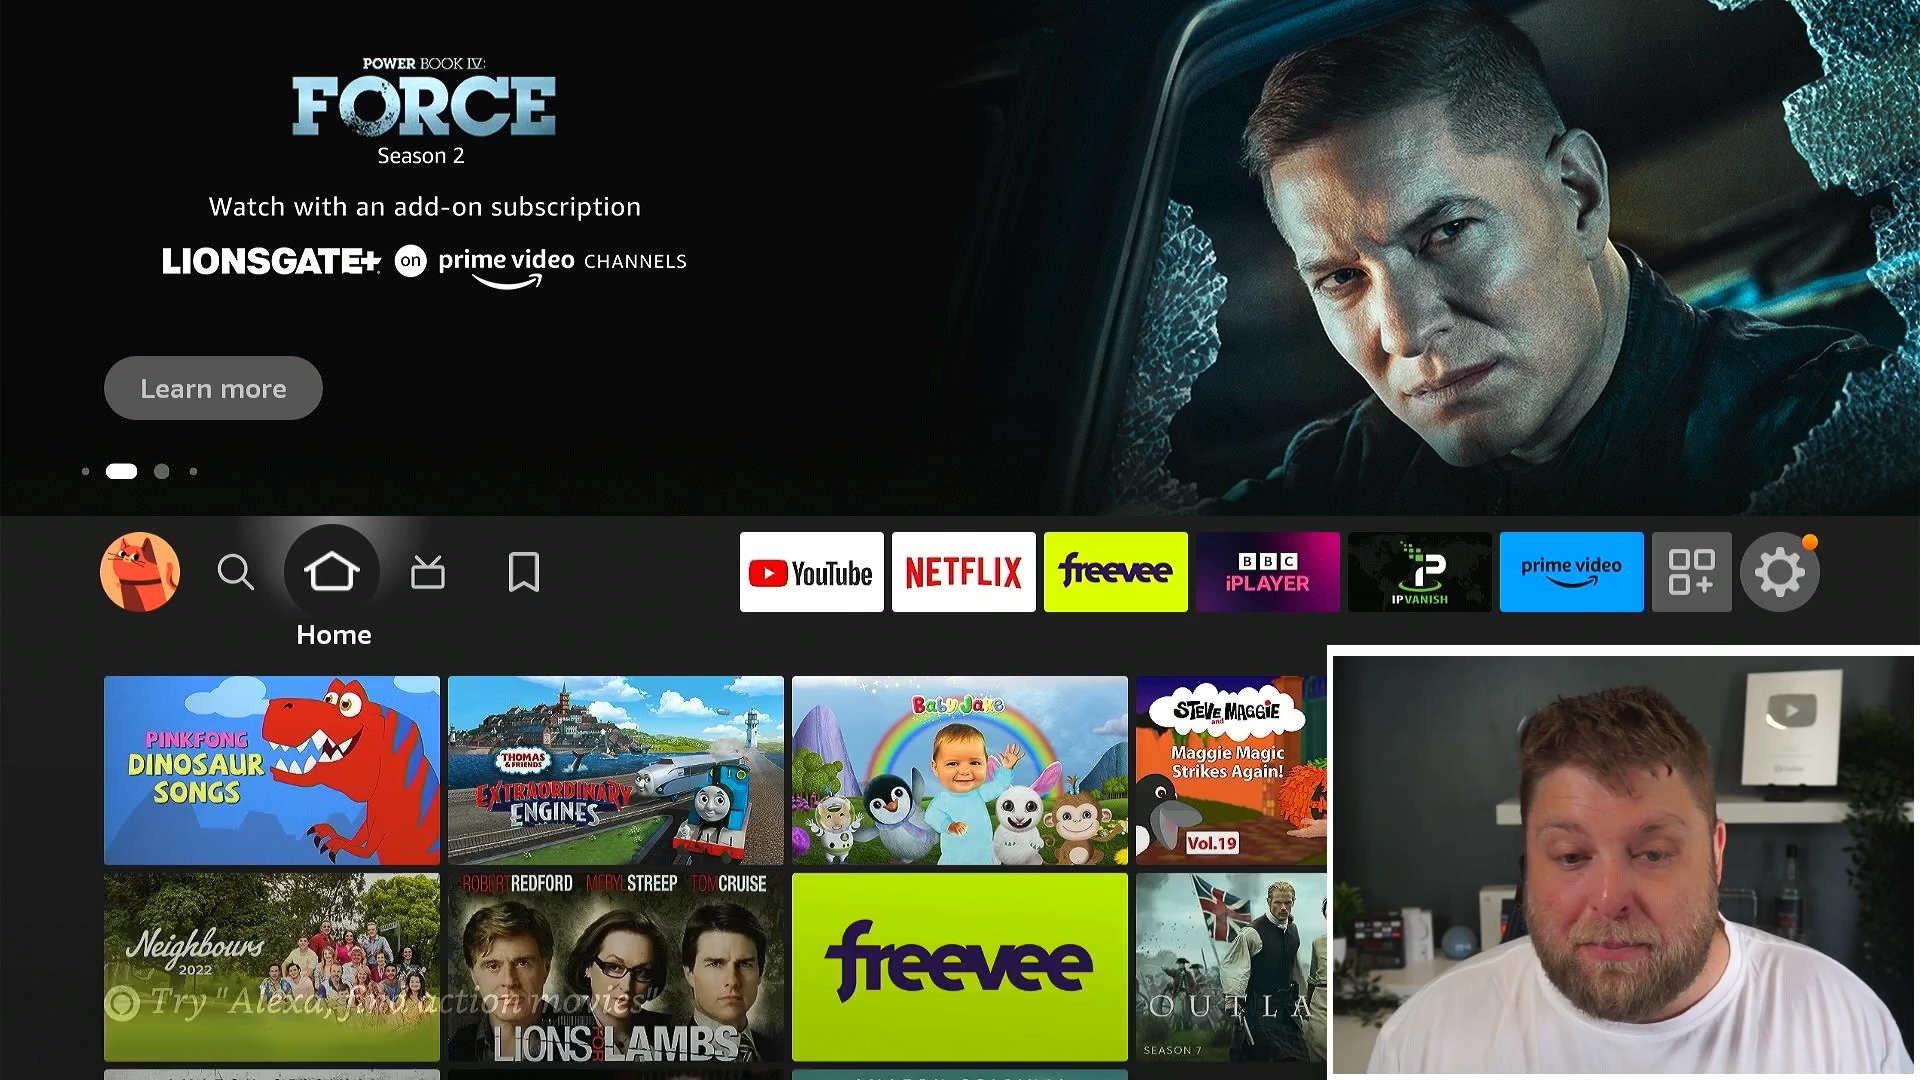 POWER BOOK IV:
FORCE
Season 2
Watch with an add-on subscription
LIONSGATE+ on prime video CHANNELS
Learn more
Home
YouTube
NETFLIX
freevee
BBC
iPLAYER
IP
IPVANISH
prime video
PINKFONG
DINOSAUR
SONGS
THOMAS
& FRIENDS
EXTRAORDINARY
ENGINES
Baby Jake
STEVE and MAGGIE
Maggie Magic
Strikes Again!
Vol.19
Neighbours
2022
Try "Alexa, find action movies"
ROBERT REDFORD MERYL STREEP TOM CRUISE
LIONS FOR LAMBS
freevee
OUTLA
SEASON 7